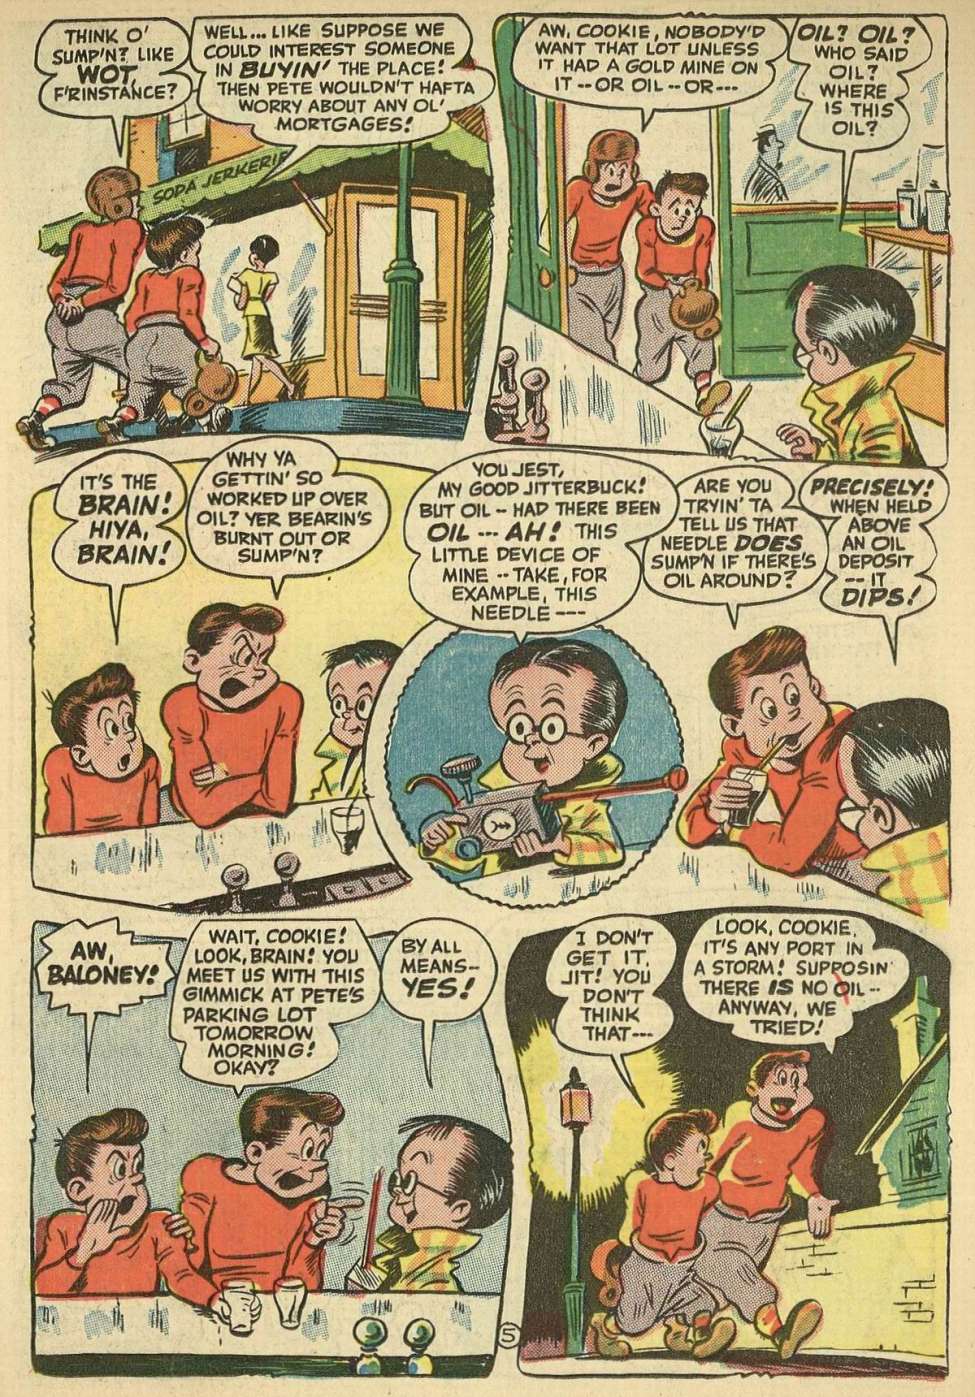 THINK O'
SUMP'N? LIKE
WOT,
F'RINSTANCE?
WELL... LIKE SUPPOSE WE
COULD INTEREST SOMEONE
IN BUYIN' THE PLACE!
THEN PETE WOULDN'T HAFTA
WORRY ABOUT ANY OL'
MORTGAGES!
SODA JERKERIE
AW, COOKIE, NOBODY'D
WANT THAT LOT UNLESS
IT HAD A GOLD MINE ON
IT -- OR OIL -- OR ---
OIL? OIL?
WHO SAID
OIL?
WHERE
IS THIS
OIL?
IT'S THE
BRAIN!
HIYA,
BRAIN!
WHY YA
GETTIN' SO
WORKED UP OVER
OIL? YER BEARIN'S
BURNT OUT OR
SUMP'N?
YOU JEST,
MY GOOD JITTERBUCK!
BUT OIL - HAD THERE BEEN
OIL --- AH! THIS
LITTLE DEVICE OF
MINE -- TAKE, FOR
EXAMPLE, THIS
NEEDLE ---
ARE YOU
TRYIN' TA
TELL US THAT
NEEDLE DOES
SUMP'N IF THERE'S
OIL AROUND?
PRECISELY!
WHEN HELD
ABOVE
AN OIL
DEPOSIT
-- IT
DIPS!
AW,
BALONEY!
WAIT, COOKIE!
LOOK, BRAIN! YOU
MEET US WITH THIS
GIMMICK AT PETE'S
PARKING LOT
TOMORROW
MORNING!
OKAY?
BY ALL
MEANS--
YES!
5
I DON'T
GET IT,
JIT! YOU
DON'T
THINK
THAT---
LOOK, COOKIE,
IT'S ANY PORT IN
A STORM! SUPPOSIN'
THERE IS NO OIL --
ANYWAY, WE
TRIED!